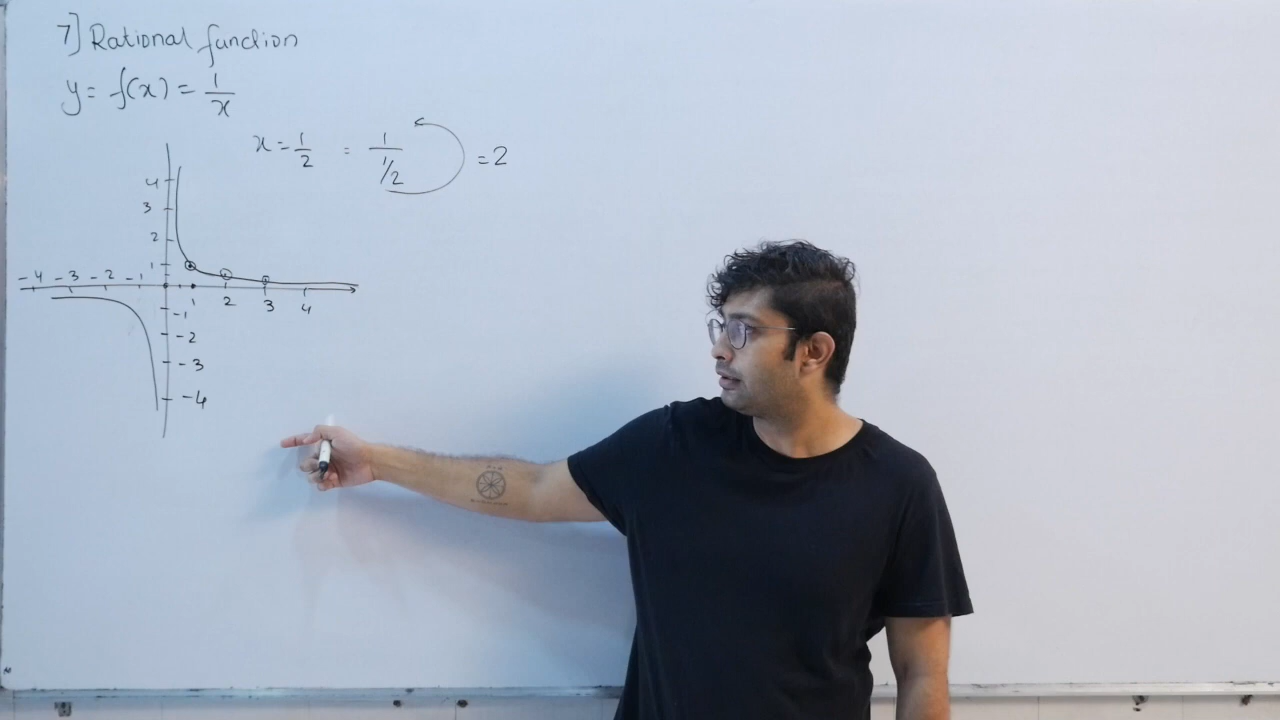 7] Rational function
y = f(x) = 1/x
x = 1/2 = 1/(1/2) = 2
4
3
2
1
-4 -3 -2 -1
1 2 3 4
-1
-2
-3
-4